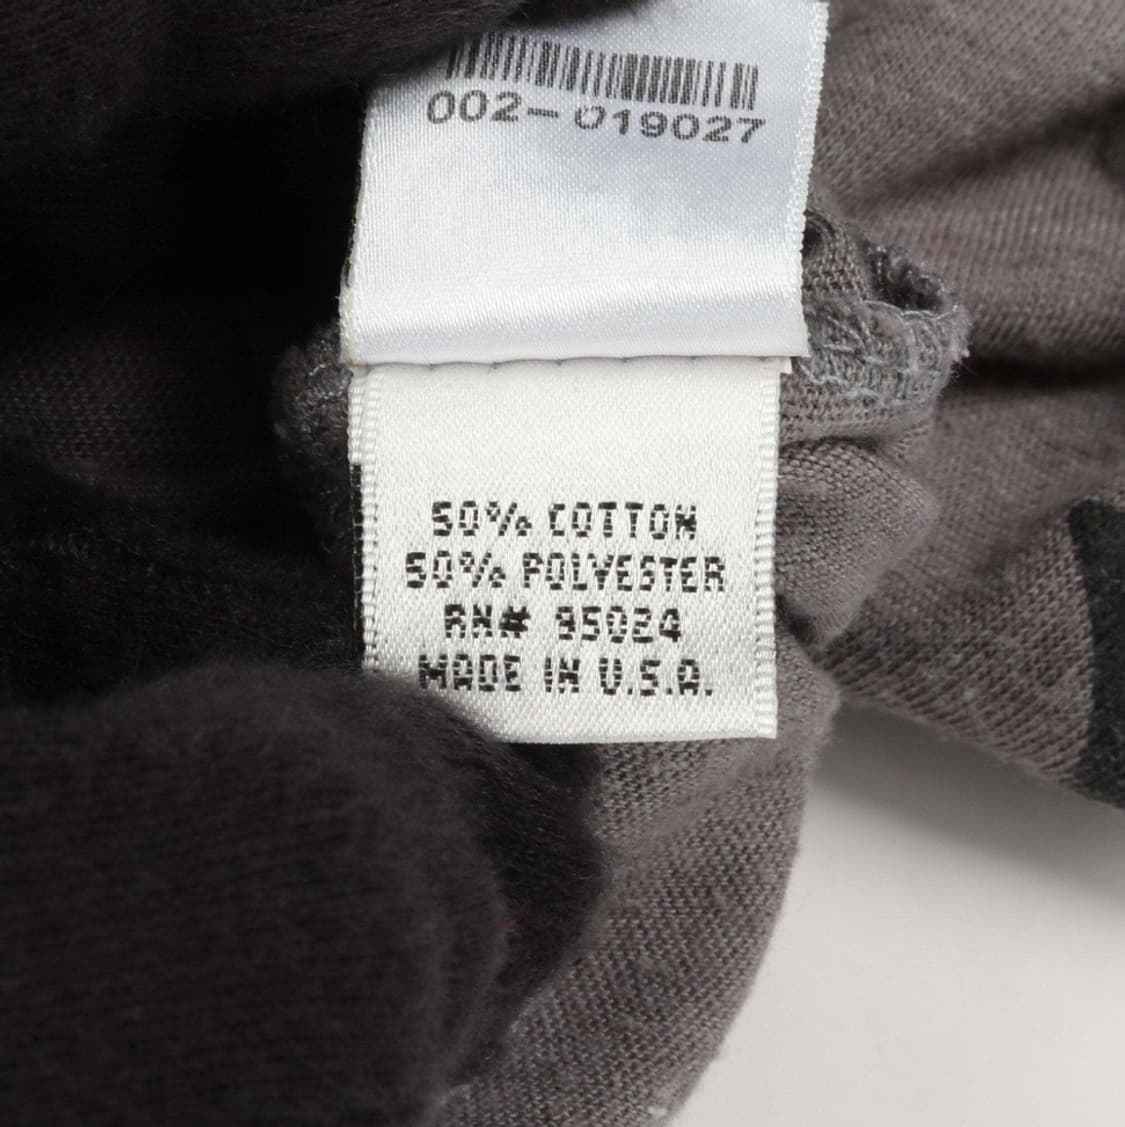 002-019027
50% COTTON
50% POLYESTER
RN# 95024
MADE IN U.S.A.